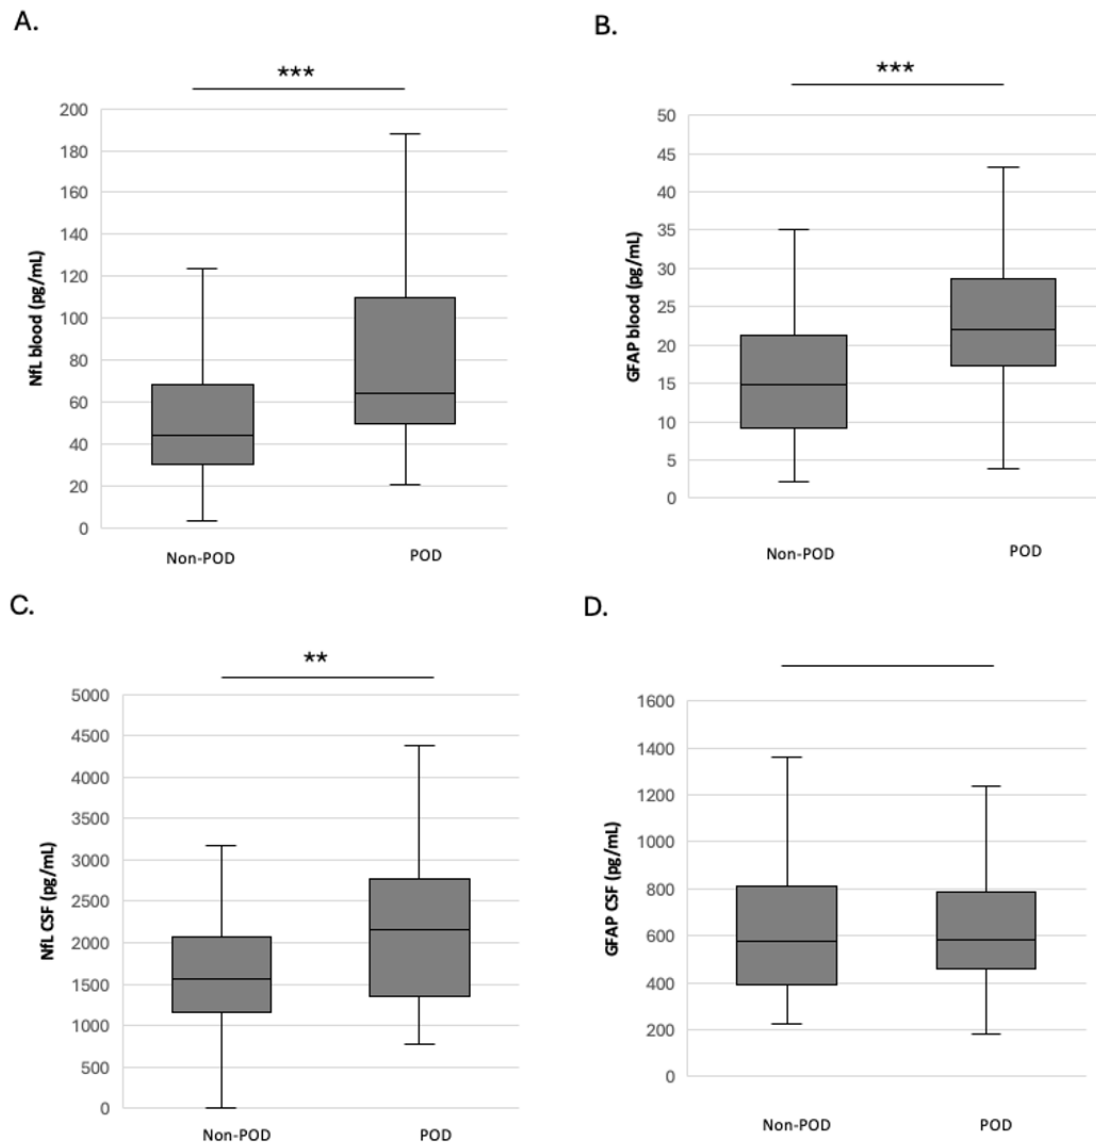 A.
***
200
180
160
140
120
100
80
60
40
20
0
NfL blood (pg/mL)
Non-POD
POD
B.
***
50
45
40
35
30
25
20
15
10
5
0
GFAP blood (pg/mL)
Non-POD
POD
C.
**
5000
4500
4000
3500
3000
2500
2000
1500
1000
500
0
NfL CSF (pg/mL)
Non-POD
POD
D.
1600
1400
1200
1000
800
600
400
200
0
GFAP CSF (pg/mL)
Non-POD
POD